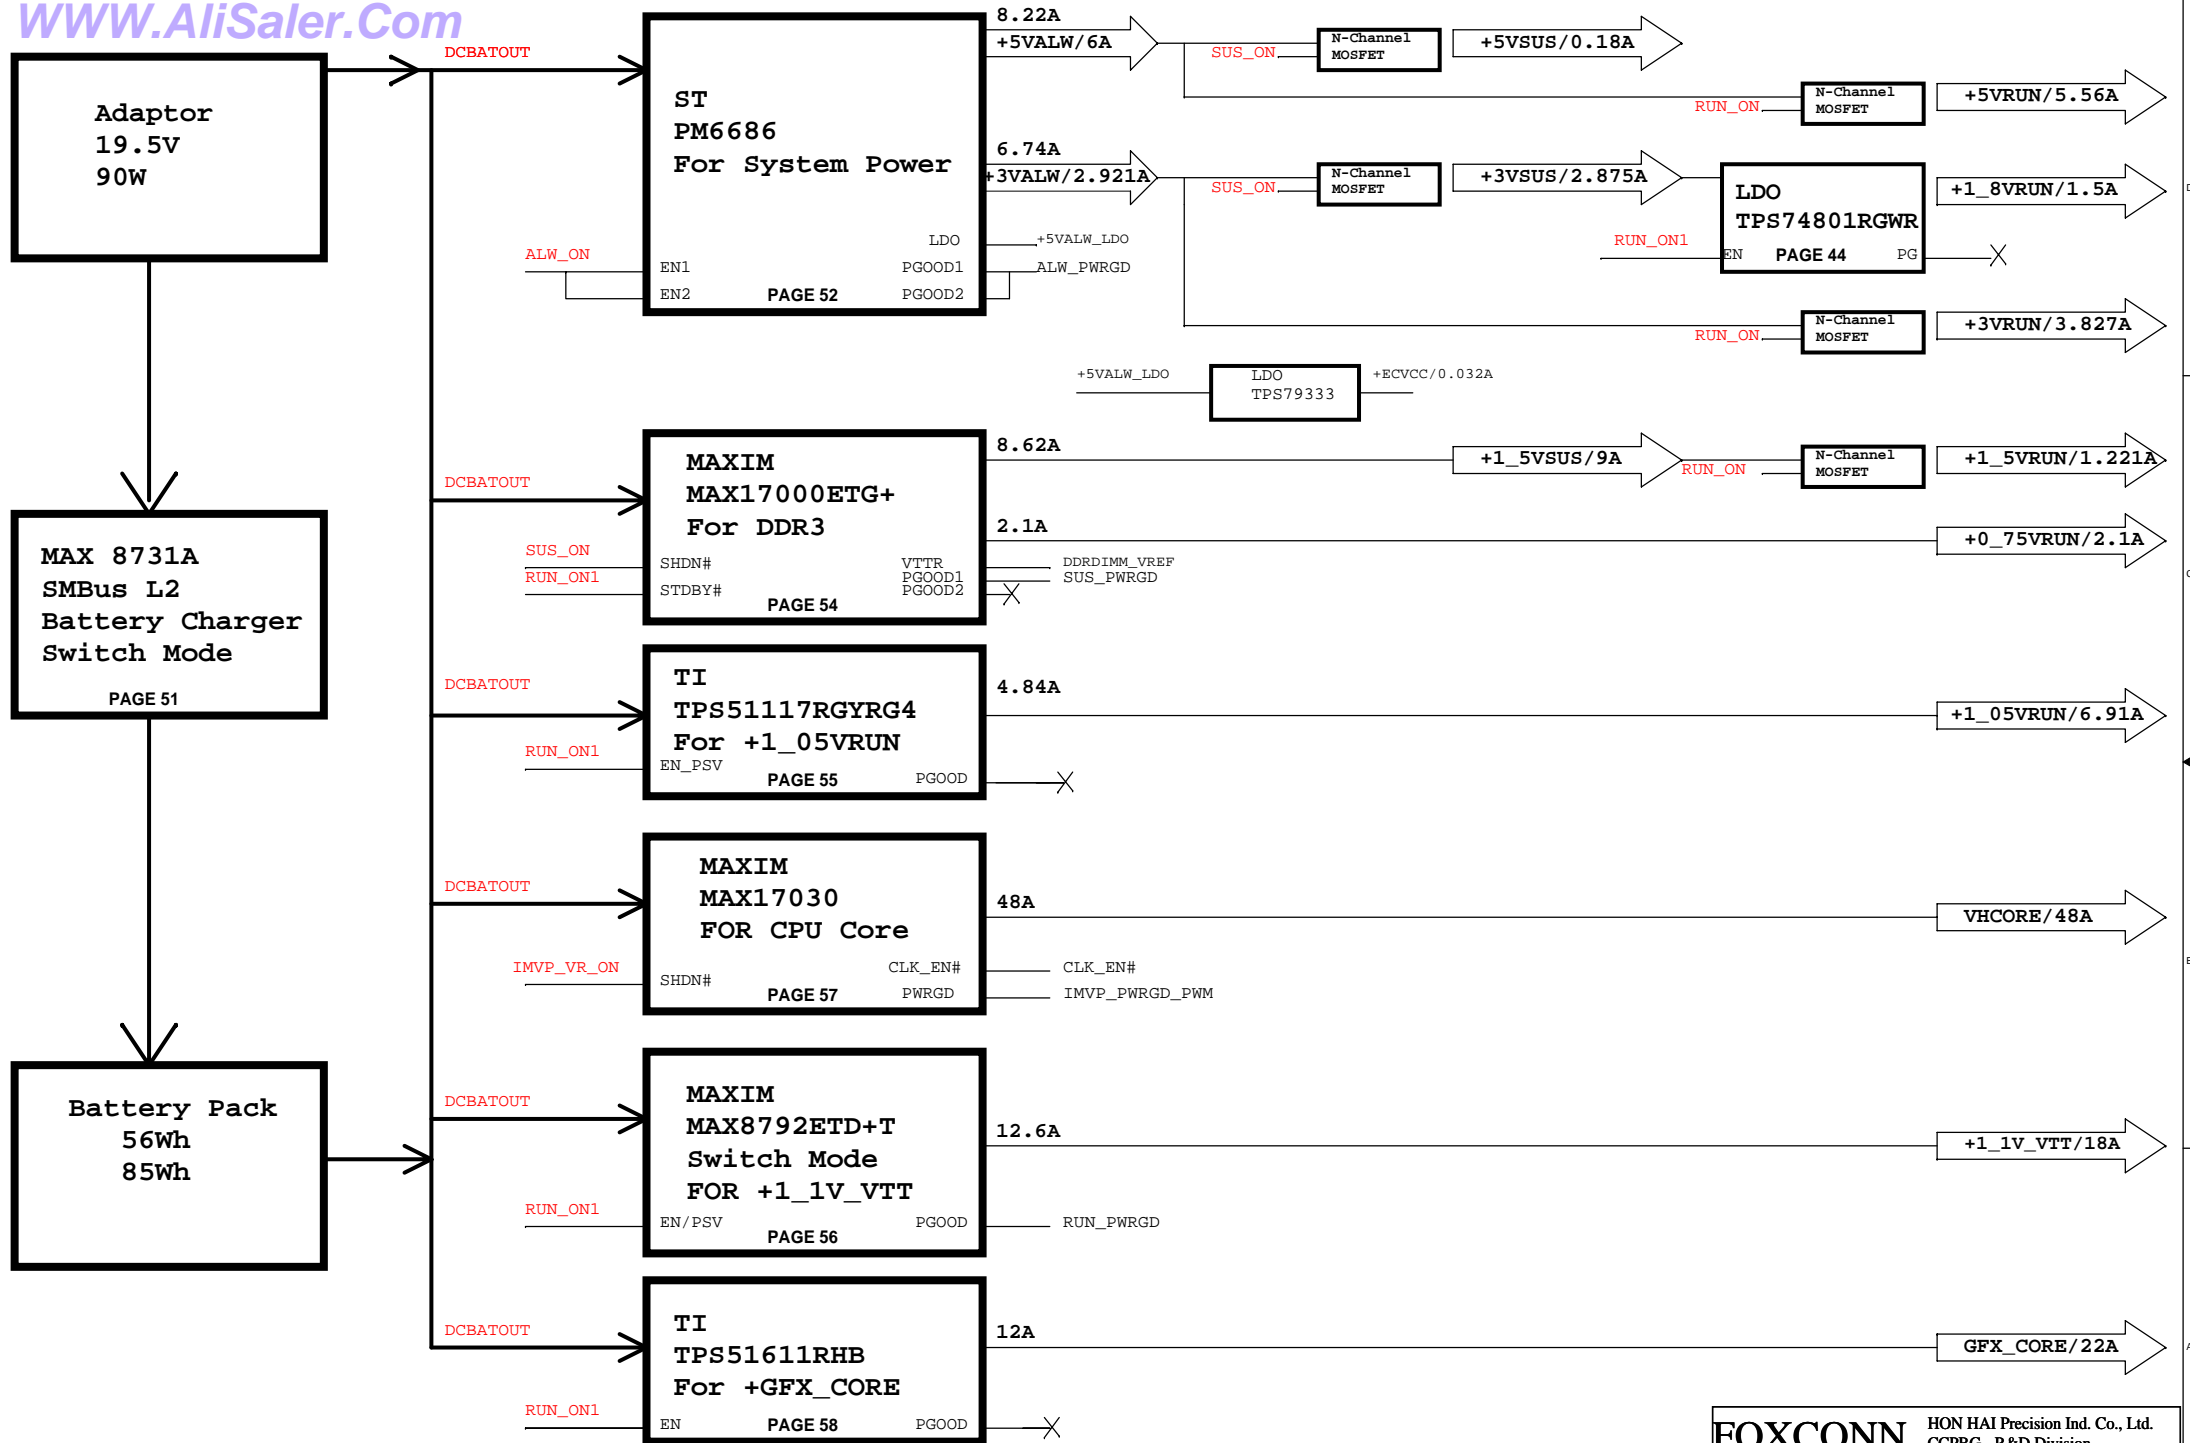 WWW.AliSaler.Com
Adaptor
19.5V
90W
MAX 8731A
SMBus L2
Battery Charger
Switch Mode
PAGE 51
Battery Pack
56Wh
85Wh
DCBATOUT
ST
PM6686
For System Power
ALW_ON
EN1
EN2
PAGE 52
LDO
PGOOD1
PGOOD2
+5VALW_LDO
ALW_PWRGD
8.22A
+5VALW/6A
SUS_ON
N-Channel
MOSFET
+5VSUS/0.18A
RUN_ON
N-Channel
MOSFET
+5VRUN/5.56A
6.74A
+3VALW/2.921A
SUS_ON
N-Channel
MOSFET
+3VSUS/2.875A
LDO
TPS74801RGWR
RUN_ON1
EN
PAGE 44
PG
+1_8VRUN/1.5A
RUN_ON
N-Channel
MOSFET
+3VRUN/3.827A
+5VALW_LDO
LDO
TPS79333
+ECVCC/0.032A
DCBATOUT
MAXIM
MAX17000ETG+
For DDR3
SUS_ON
RUN_ON1
SHDN#
STDBY#
PAGE 54
VTTR
PGOOD1
PGOOD2
DDRDIMM_VREF
SUS_PWRGD
8.62A
+1_5VSUS/9A
RUN_ON
N-Channel
MOSFET
+1_5VRUN/1.221A
2.1A
+0_75VRUN/2.1A
DCBATOUT
TI
TPS51117RGYRG4
For +1_05VRUN
RUN_ON1
EN_PSV
PAGE 55
PGOOD
4.84A
+1_05VRUN/6.91A
DCBATOUT
MAXIM
MAX17030
FOR CPU Core
IMVP_VR_ON
SHDN#
PAGE 57
CLK_EN#
PWRGD
CLK_EN#
IMVP_PWRGD_PWM
48A
VHCORE/48A
DCBATOUT
MAXIM
MAX8792ETD+T
Switch Mode
FOR +1_1V_VTT
RUN_ON1
EN/PSV
PAGE 56
PGOOD
RUN_PWRGD
12.6A
+1_1V_VTT/18A
DCBATOUT
TI
TPS51611RHB
For +GFX_CORE
RUN_ON1
EN
PAGE 58
PGOOD
12A
GFX_CORE/22A
FOXCONN
HON HAI Precision Ind. Co., Ltd.
CCPBG - R&D Division